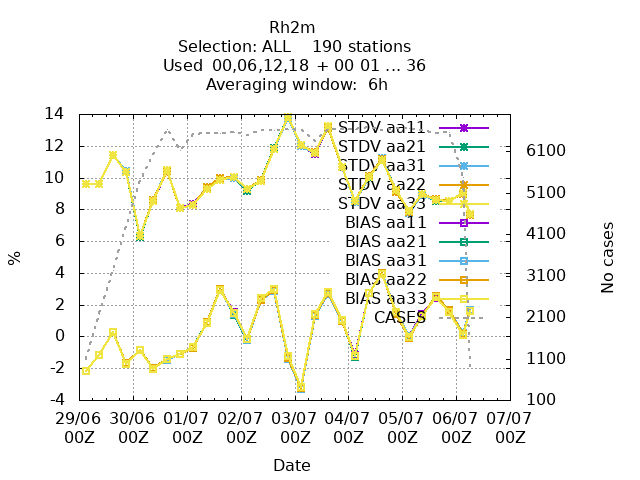 Rh2m
Selection: ALL    190 stations
Used  00,06,12,18  + 00 01 ... 36
Averaging window:  6h
14
12
10
8
6
4
2
0
-2
-4
%
STDV aa11
STDV aa21
STDV aa31
STDV aa22
STDV aa33
BIAS aa11
BIAS aa21
BIAS aa31
BIAS aa22
BIAS aa33
CASES
6100
5100
4100
3100
2100
1100
100
No cases
29/06 30/06 01/07 02/07 03/07 04/07 05/07 06/07 07/07
00Z 00Z 00Z 00Z 00Z 00Z 00Z 00Z 00Z
Date